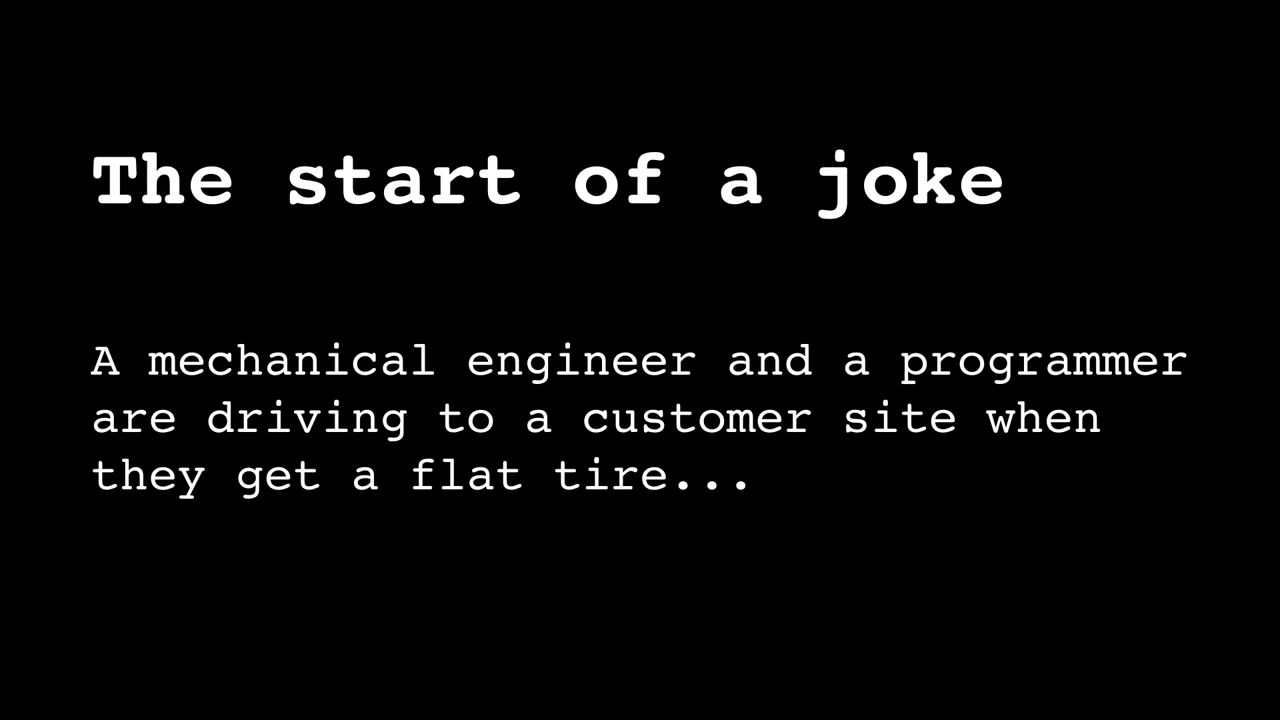 The start of a joke
A mechanical engineer and a programmer
are driving to a customer site when
they get a flat tire...